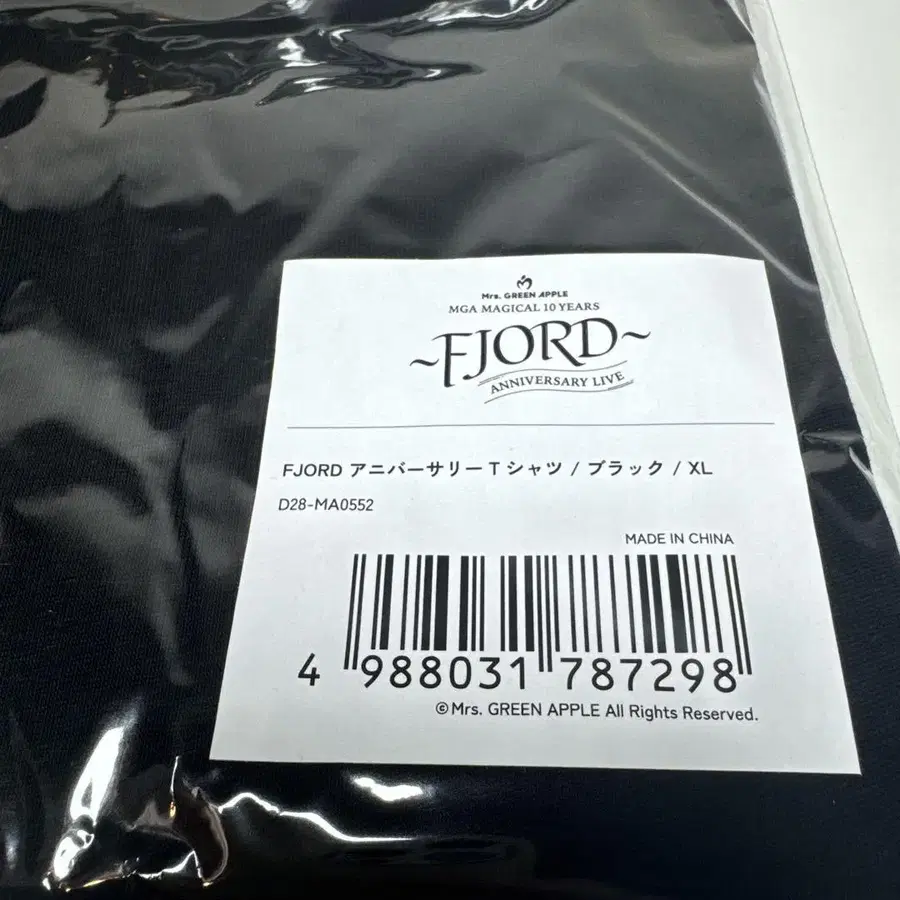 Mrs. GREEN APPLE
MGA MAGICAL 10 YEARS
~FJORD~
ANNIVERSARY LIVE
FJORD アニバーサリー T シャツ / ブラック / XL
D28-MA0552
MADE IN CHINA
4 988031 787298
©Mrs. GREEN APPLE All Rights Reserved.